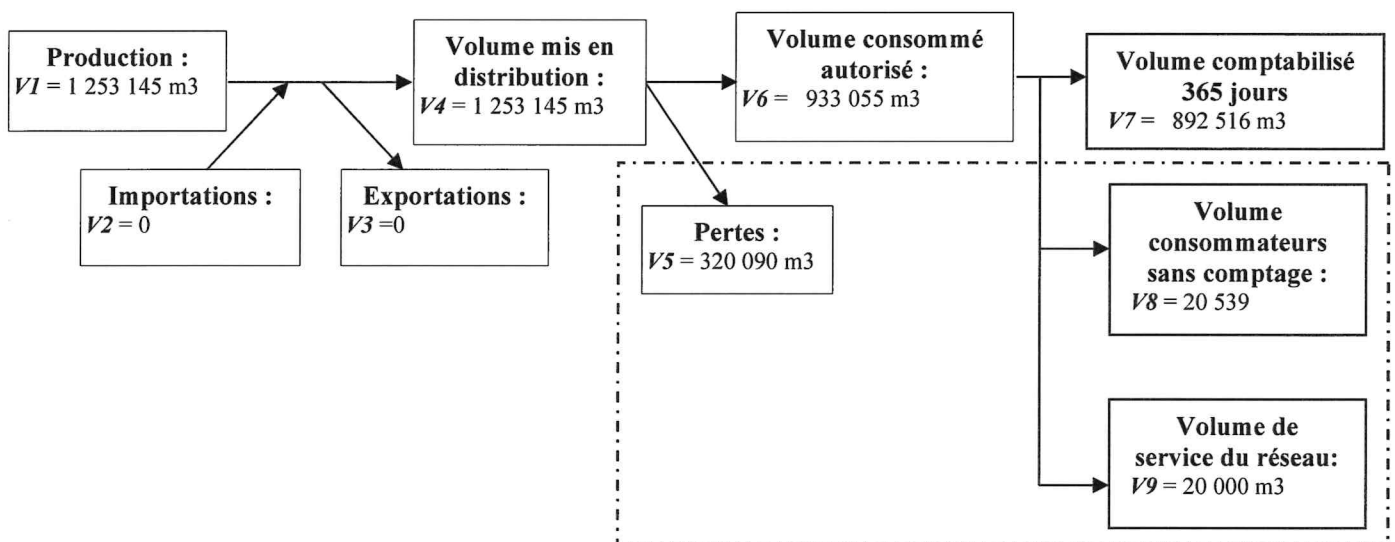 Production :
V1 = 1 253 145 m3
Volume mis en
distribution :
V4 = 1 253 145 m3
Volume consommé
autorisé :
V6 = 933 055 m3
Volume comptabilisé
365 jours
V7 = 892 516 m3
Importations :
V2 = 0
Exportations :
V3 =0
Pertes :
V5 = 320 090 m3
Volume
consommateurs
sans comptage :
V8 = 20 539
Volume de
service du réseau:
V9 = 20 000 m3